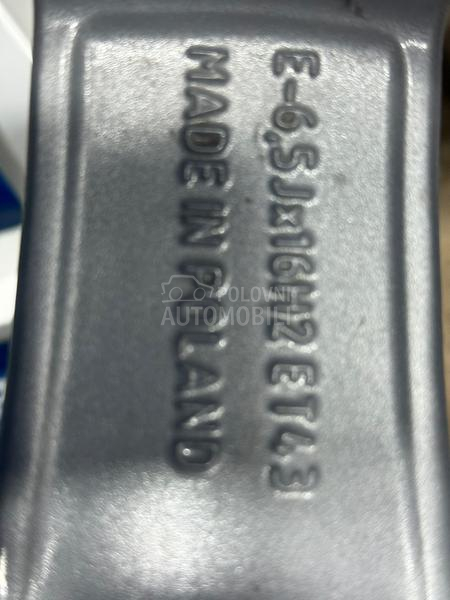 E-6,5Jx16H2 ET43
MADE IN POLAND
POLOVNI
AUTOMOBILI